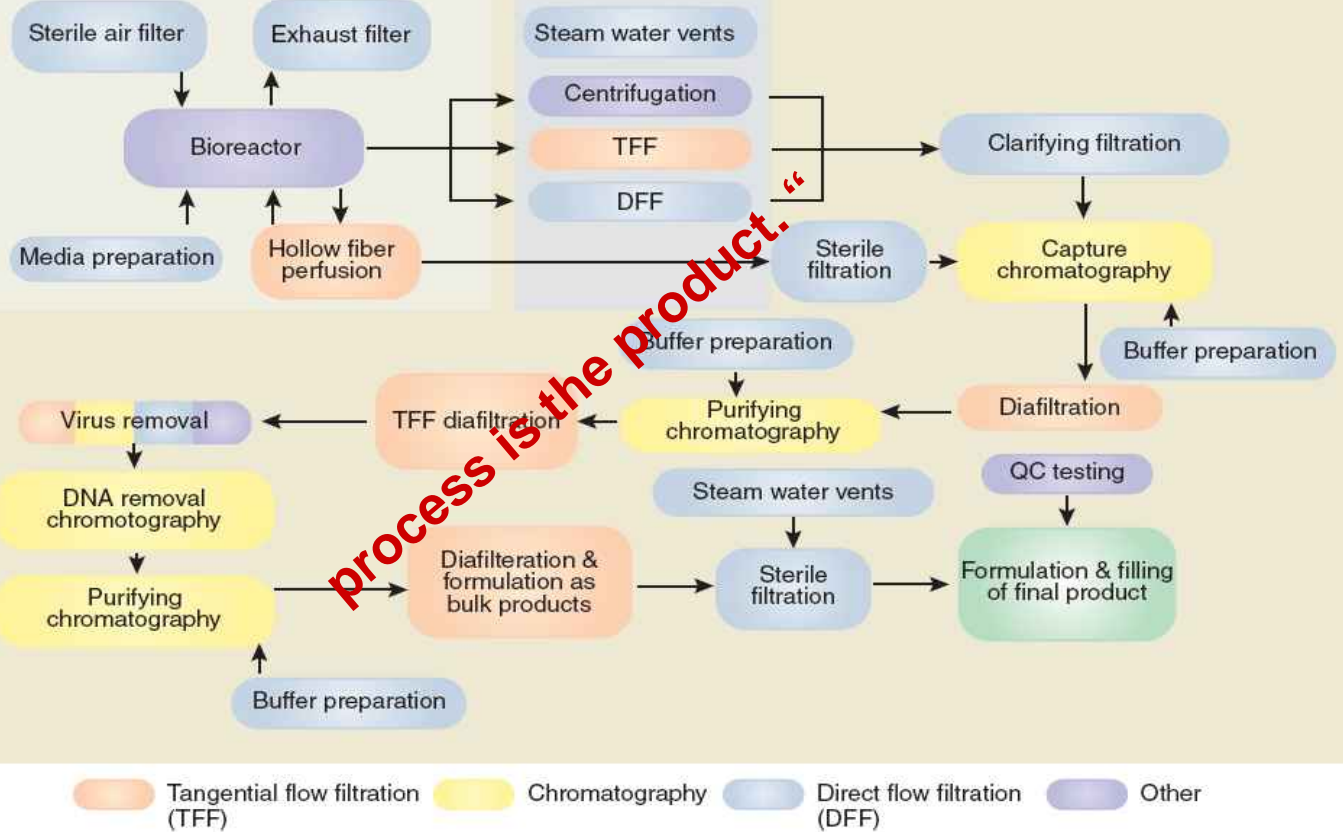 Sterile air filter
Exhaust filter
Steam water vents
Centrifugation
Bioreactor
TFF
Clarifying filtration
DFF
Media preparation
Hollow fiber
perfusion
Sterile
filtration
Capture
chromatography
Buffer preparation
Buffer preparation
Virus removal
TFF diafiltration
Purifying
chromatography
Diafiltration
QC testing
DNA removal
chromotography
Steam water vents
Purifying
chromatography
Diafilteration &
formulation as
bulk products
Sterile
filtration
Formulation & filling
of final product
Buffer preparation
process is the product. “
Tangential flow filtration
(TFF)
Chromatography
Direct flow filtration
(DFF)
Other